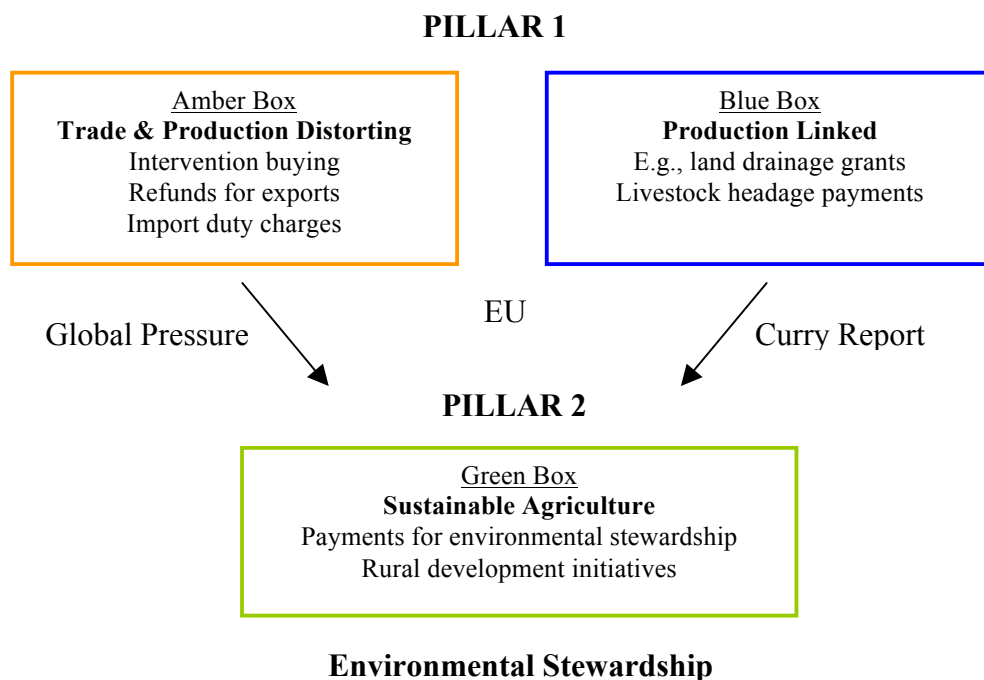 PILLAR 1
Amber Box
Trade & Production Distorting
Intervention buying
Refunds for exports
Import duty charges
Blue Box
Production Linked
E.g., land drainage grants
Livestock headage payments
Global Pressure
EU
Curry Report
PILLAR 2
Green Box
Sustainable Agriculture
Payments for environmental stewardship
Rural development initiatives
Environmental Stewardship